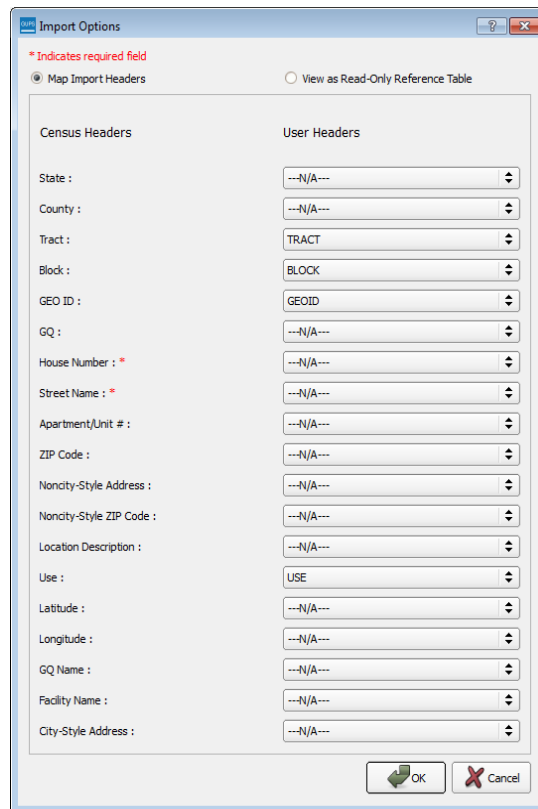 GUPS Import Options
* Indicates required field
Map Import Headers View as Read-Only Reference Table
Census Headers User Headers
State : ---N/A---
County : ---N/A---
Tract : TRACT
Block : BLOCK
GEO ID : GEOID
GQ : ---N/A---
House Number : * ---N/A---
Street Name : * ---N/A---
Apartment/Unit # : ---N/A---
ZIP Code : ---N/A---
Noncity-Style Address : ---N/A---
Noncity-Style ZIP Code : ---N/A---
Location Description : ---N/A---
Use : USE
Latitude : ---N/A---
Longitude : ---N/A---
GQ Name : ---N/A---
Facility Name : ---N/A---
City-Style Address : ---N/A---
OK Cancel